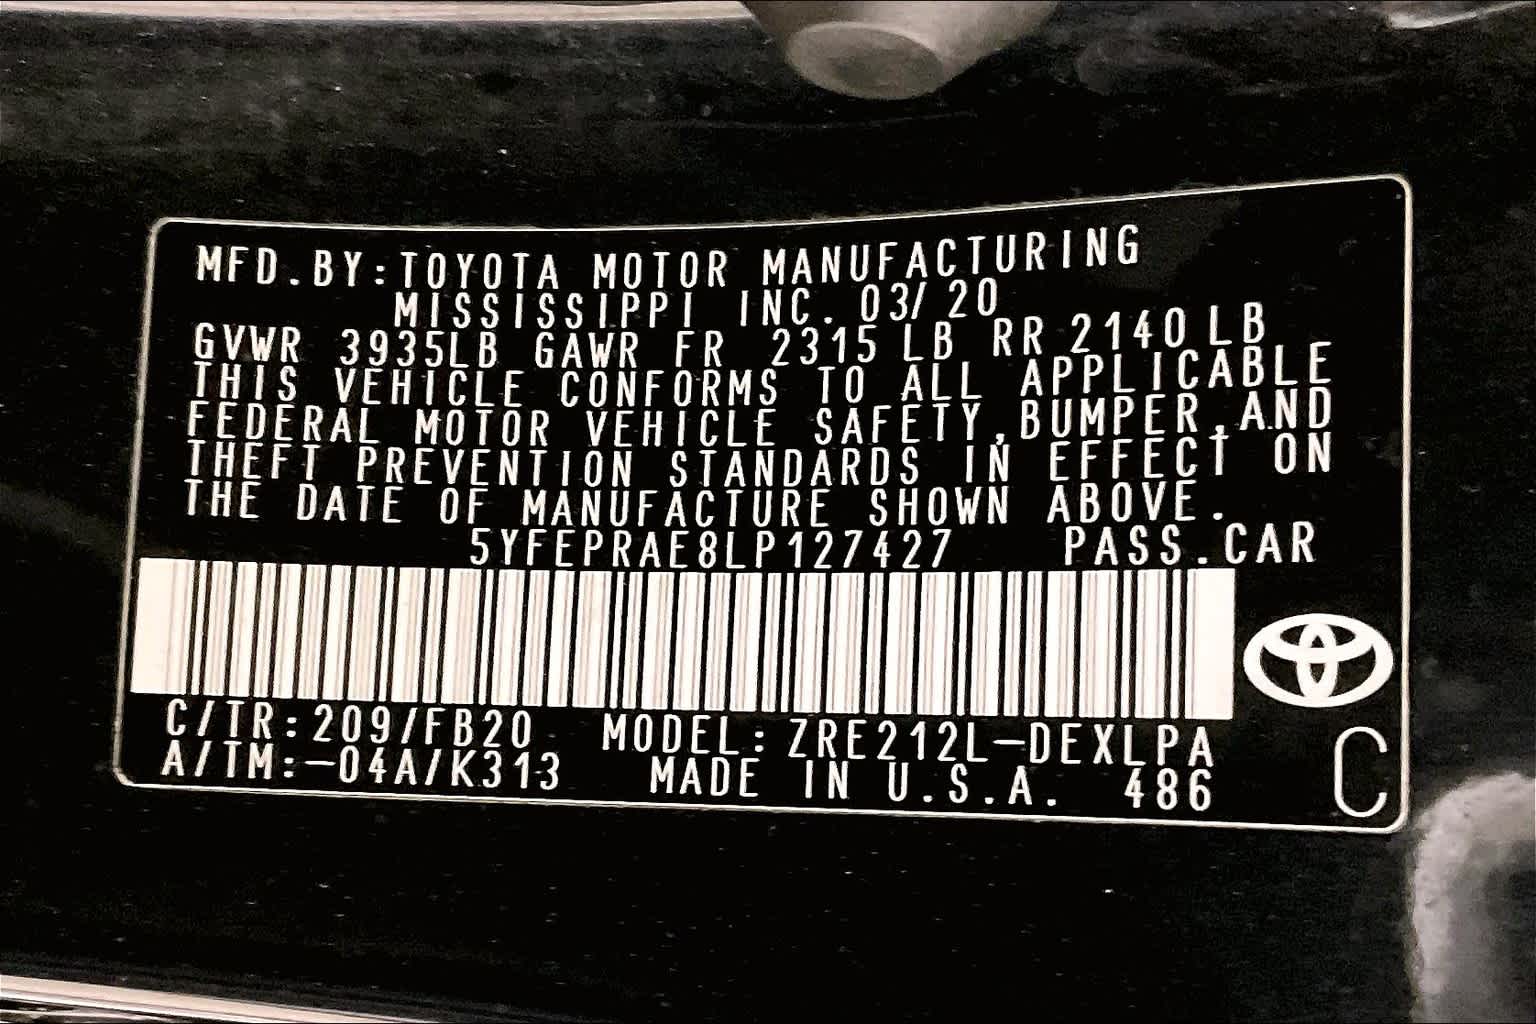 MFD.BY:TOYOTA MOTOR MANUFACTURING
MISSISSIPPI INC. 03/20
GVWR 3935LB GAWR FR 2315 LB RR 2140 LB
THIS VEHICLE CONFORMS TO ALL APPLICABLE
FEDERAL MOTOR VEHICLE SAFETY,BUMPER,AND
THEFT PREVENTION STANDARDS IN EFFECT ON
THE DATE OF MANUFACTURE SHOWN ABOVE.
5YFEPRAE8LP127427 PASS.CAR
C/TR:209/FB20 MODEL:ZRE212L-DEXLPA
A/TM:-04A/K313 MADE IN U.S.A. 486
C